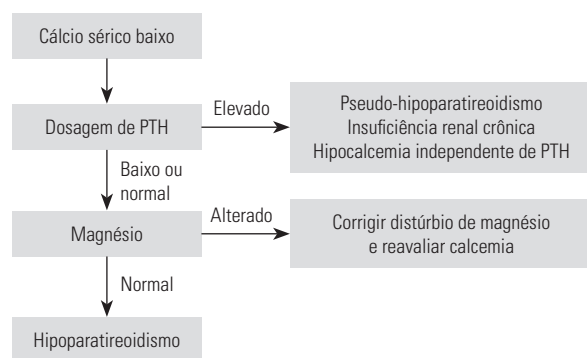 Cálcio sérico baixo
Dosagem de PTH
Elevado
Pseudo-hipoparatireoidismo
Insuficiência renal crônica
Hipocalcemia independente de PTH
Baixo ou
normal
Magnésio
Alterado
Corrigir distúrbio de magnésio
e reavaliar calcemia
Normal
Hipoparatireoidismo